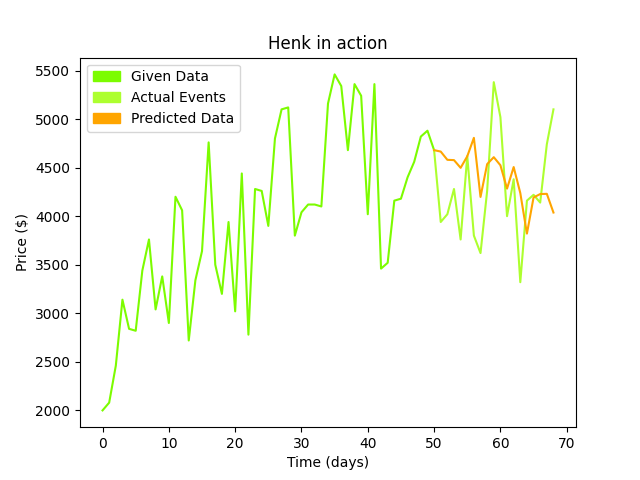 Henk in action
Given Data
Actual Events
Predicted Data
Price ($)
5500
5000
4500
4000
3500
3000
2500
2000
0 10 20 30 40 50 60 70
Time (days)